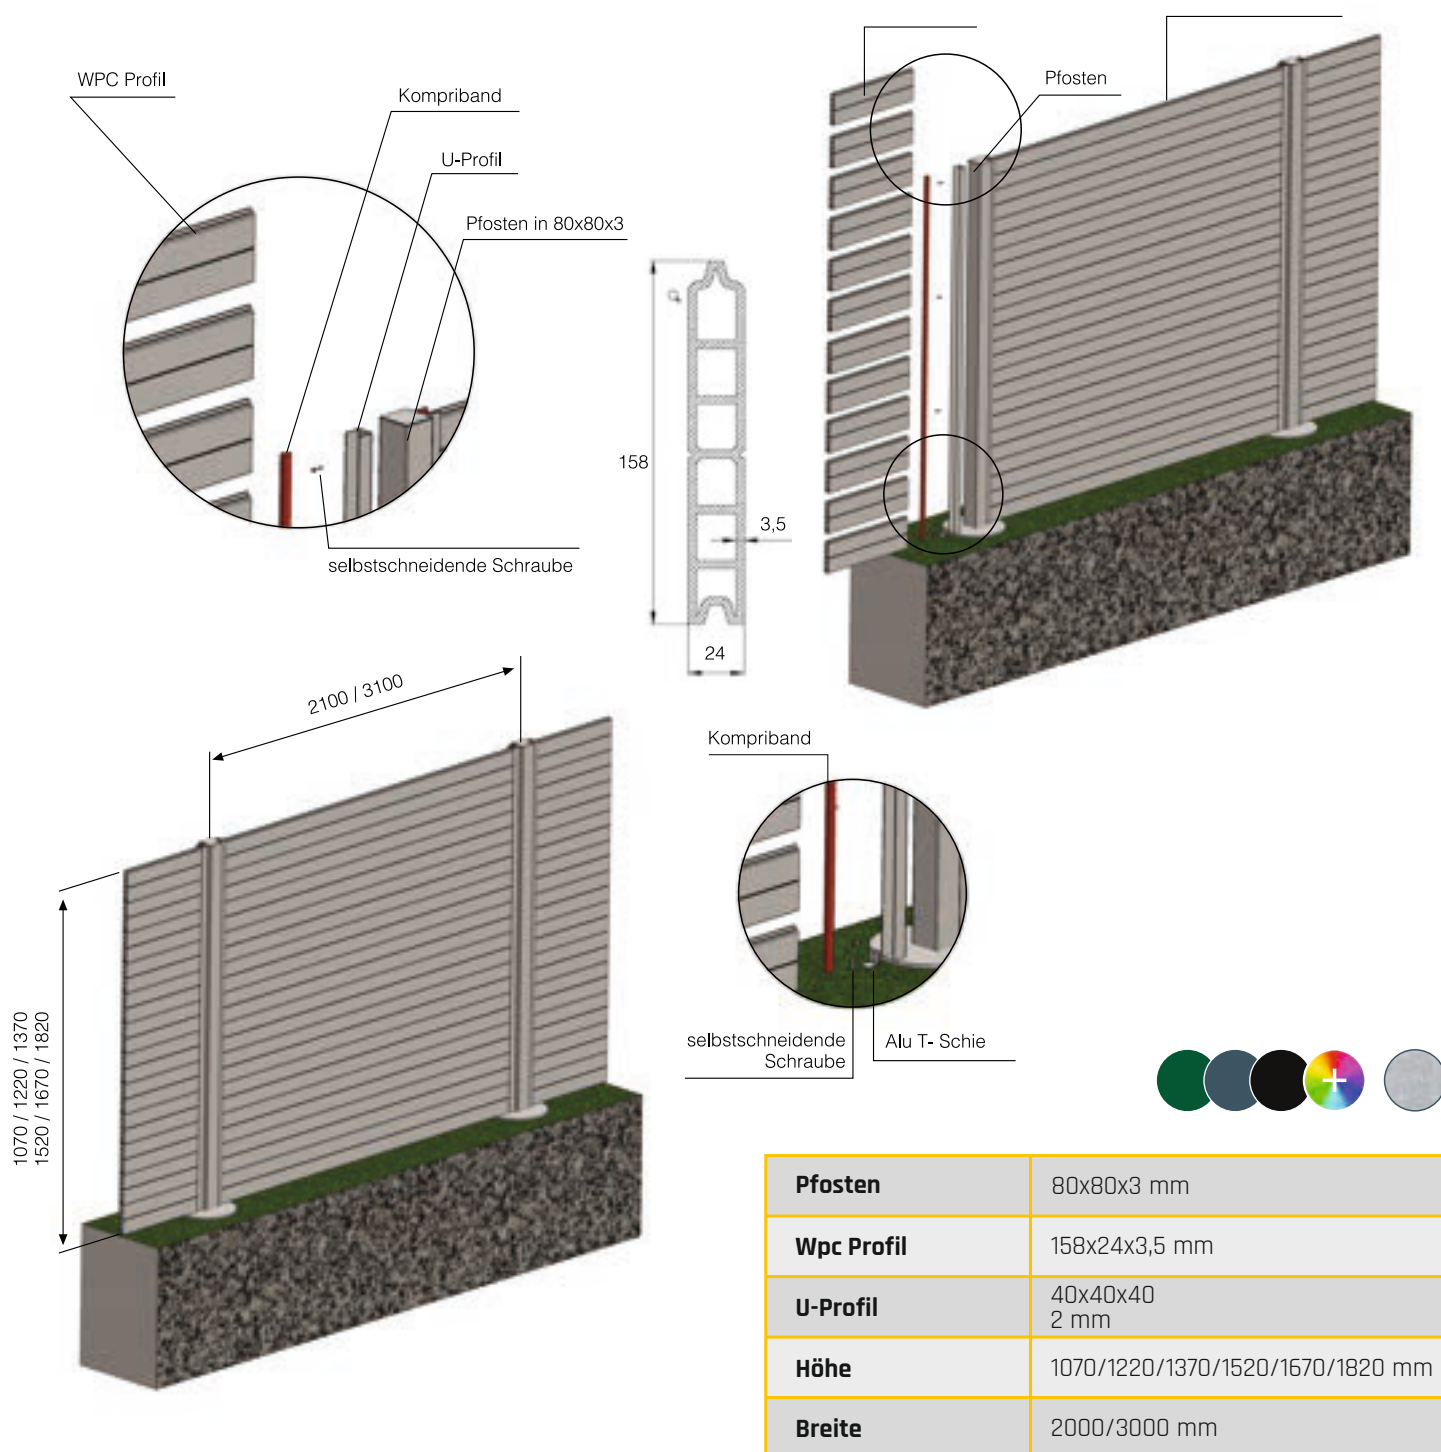 WPC Profil
Kompriband
U-Profil
Pfosten in 80x80x3
selbstschneidende Schraube
Pfosten
158
3,5
24
2100 / 3100
1070 / 1220 / 1370
1520 / 1670 / 1820
Kompriband
selbstschneidende
Schraube
Alu T- Schie
Pfosten
80x80x3 mm
Wpc Profil
158x24x3,5 mm
U-Profil
40x40x40
2 mm
Höhe
1070/1220/1370/1520/1670/1820 mm
Breite
2000/3000 mm